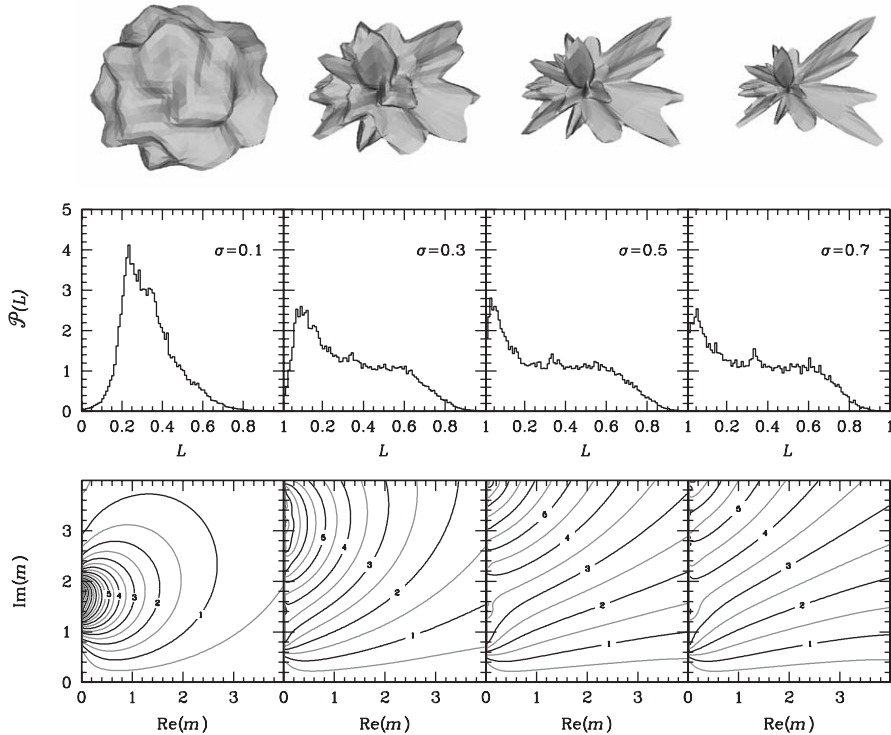 5
4
3
2
1
0
𝒫(L)
σ=0.1
σ=0.3
σ=0.5
σ=0.7
0.2 0.4 0.6 0.8 1 0.2 0.4 0.6 0.8 1 0.2 0.4 0.6 0.8 1 0.2 0.4 0.6 0.8 1
L L L L
3
2
1
0
Im(m)
5 4 3 2 1
5 4 3 2 1
5 4 3 2 1
5 4 3 2 1
0 1 2 3 0 1 2 3 0 1 2 3 0 1 2 3
Re(m) Re(m) Re(m) Re(m)